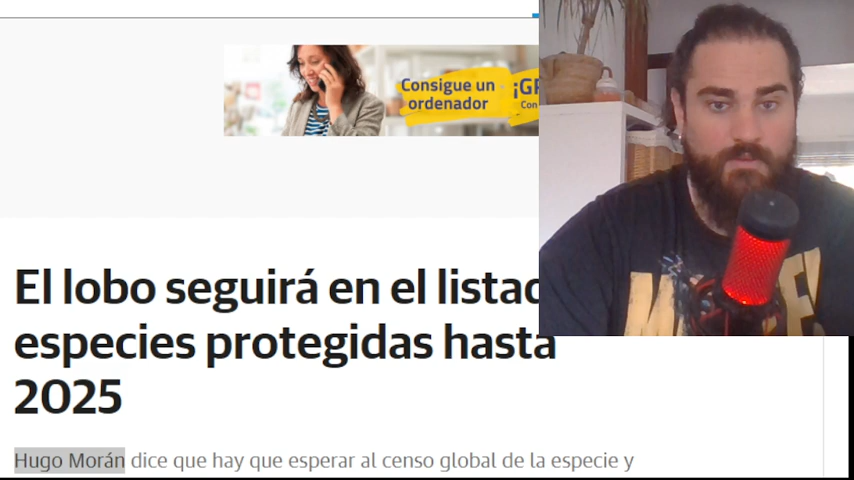 Consigue un
ordenador
Con
El lobo seguirá en el
especies protegidas hasta
2025
Hugo Morán dice que hay que esperar al censo global de la especie y